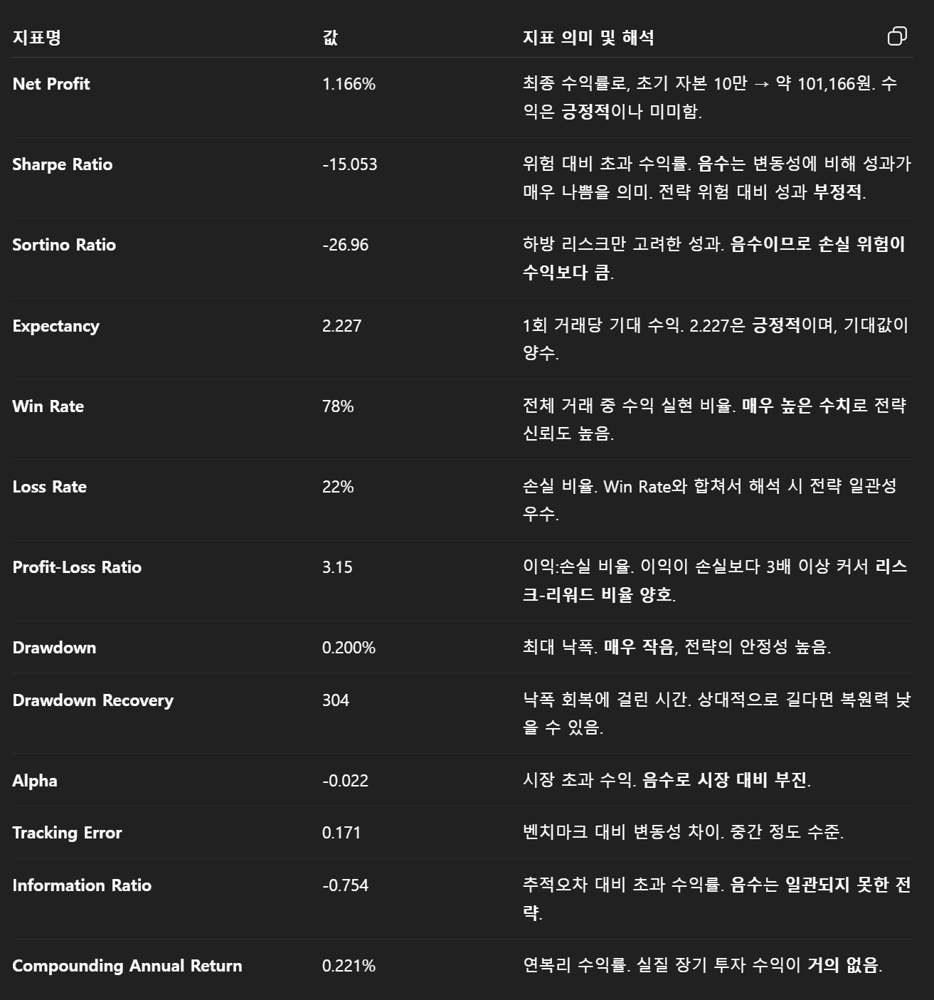 지표명 값 지표 의미 및 해석
Net Profit 1.166% 최종 수익률로, 초기 자본 10만 → 약 101,166원. 수
익은 긍정적이나 미미함.
Sharpe Ratio -15.053 위험 대비 초과 수익률. 음수는 변동성에 비해 성과가
매우 나쁨을 의미. 전략 위험 대비 성과 부정적.
Sortino Ratio -26.96 하방 리스크만 고려한 성과. 음수이므로 손실 위험이
수익보다 큼.
Expectancy 2.227 1회 거래당 기대 수익. 2.227은 긍정적이며, 기대값이
양수.
Win Rate 78% 전체 거래 중 수익 실현 비율. 매우 높은 수치로 전략
신뢰도 높음.
Loss Rate 22% 손실 비율. Win Rate와 합쳐서 해석 시 전략 일관성
우수.
Profit-Loss Ratio 3.15 이익:손실 비율. 이익이 손실보다 3배 이상 커서 리스
크-리워드 비율 양호.
Drawdown 0.200% 최대 낙폭. 매우 작음, 전략의 안정성 높음.
Drawdown Recovery 304 낙폭 회복에 걸린 시간. 상대적으로 길다면 복원력 낮
을 수 있음.
Alpha -0.022 시장 초과 수익. 음수로 시장 대비 부진.
Tracking Error 0.171 벤치마크 대비 변동성 차이. 중간 정도 수준.
Information Ratio -0.754 추적오차 대비 초과 수익률. 음수는 일관되지 못한 전
략.
Compounding Annual Return 0.221% 연복리 수익률. 실질 장기 투자 수익이 거의 없음.